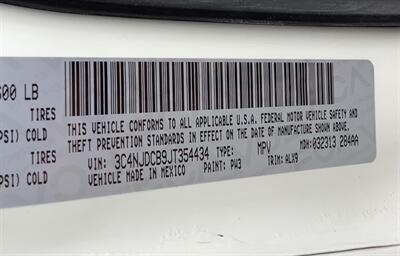 600 LB
TIRES
PSI) COLD
TIRES
PSI) COLD
THIS VEHICLE CONFORMS TO ALL APPLICABLE U.S.A. FEDERAL MOTOR VEHICLE SAFETY AND
THEFT PREVENTION STANDARDS IN EFFECT ON THE DATE OF MANUFACTURE SHOWN ABOVE.
VIN: 3C4NJDCB9JT354434 TYPE: MPV MDH: 032313 284AA
VEHICLE MADE IN MEXICO PAINT: PW3 TRIM: ALX9